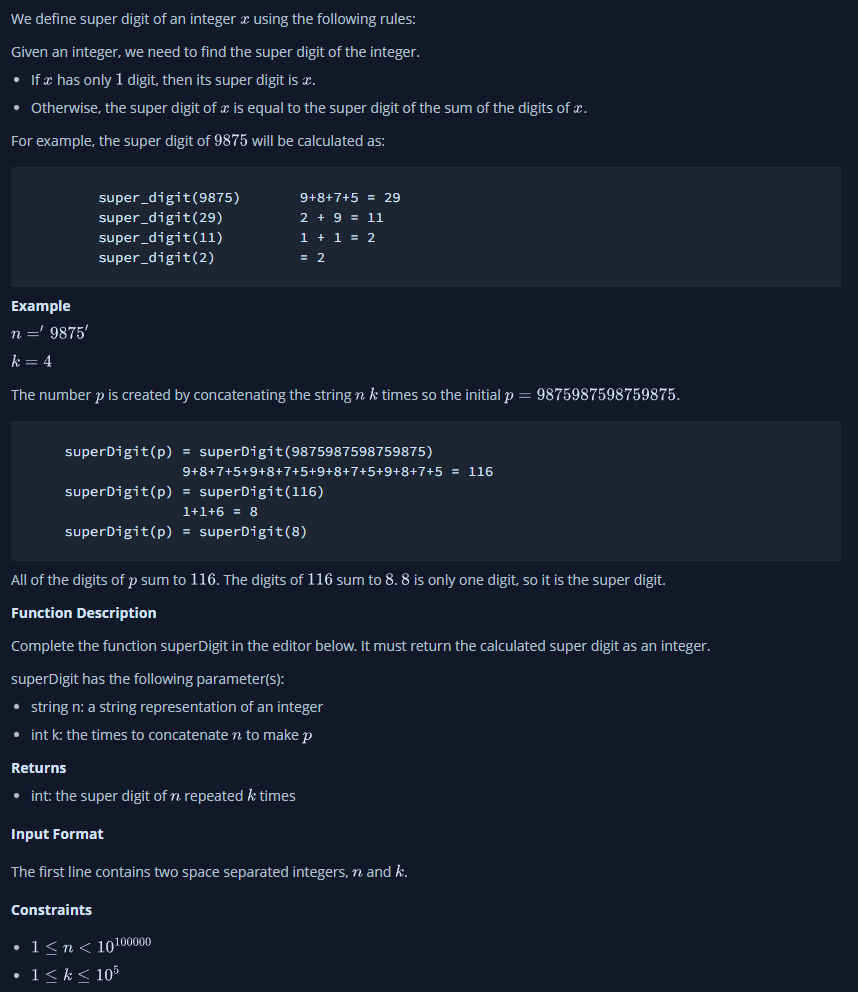 We define super digit of an integer x using the following rules:
Given an integer, we need to find the super digit of the integer.
• If x has only 1 digit, then its super digit is x.
• Otherwise, the super digit of x is equal to the super digit of the sum of the digits of x.
For example, the super digit of 9875 will be calculated as:
super_digit(9875) 9+8+7+5 = 29
super_digit(29) 2 + 9 = 11
super_digit(11) 1 + 1 = 2
super_digit(2) = 2
Example
n =′ 9875′
k = 4
The number p is created by concatenating the string n k times so the initial p = 9875987598759875.
superDigit(p) = superDigit(9875987598759875)
9+8+7+5+9+8+7+5+9+8+7+5+9+8+7+5 = 116
superDigit(p) = superDigit(116)
1+1+6 = 8
superDigit(p) = superDigit(8)
All of the digits of p sum to 116. The digits of 116 sum to 8. 8 is only one digit, so it is the super digit.
Function Description
Complete the function superDigit in the editor below. It must return the calculated super digit as an integer.
superDigit has the following parameter(s):
• string n: a string representation of an integer
• int k: the times to concatenate n to make p
Returns
• int: the super digit of n repeated k times
Input Format
The first line contains two space separated integers, n and k.
Constraints
• 1 ≤ n < 10^100000
• 1 ≤ k ≤ 10^5